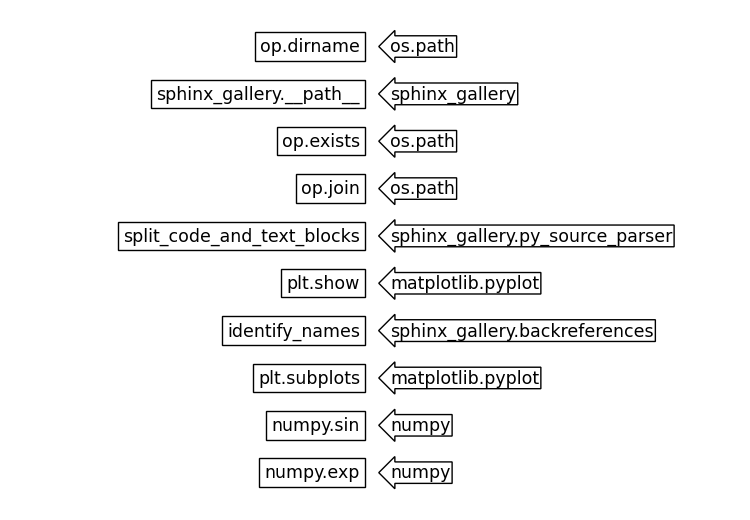 op.dirname os.path
sphinx_gallery.__path__ sphinx_gallery
op.exists os.path
op.join os.path
split_code_and_text_blocks sphinx_gallery.py_source_parser
plt.show matplotlib.pyplot
identify_names sphinx_gallery.backreferences
plt.subplots matplotlib.pyplot
numpy.sin numpy
numpy.exp numpy